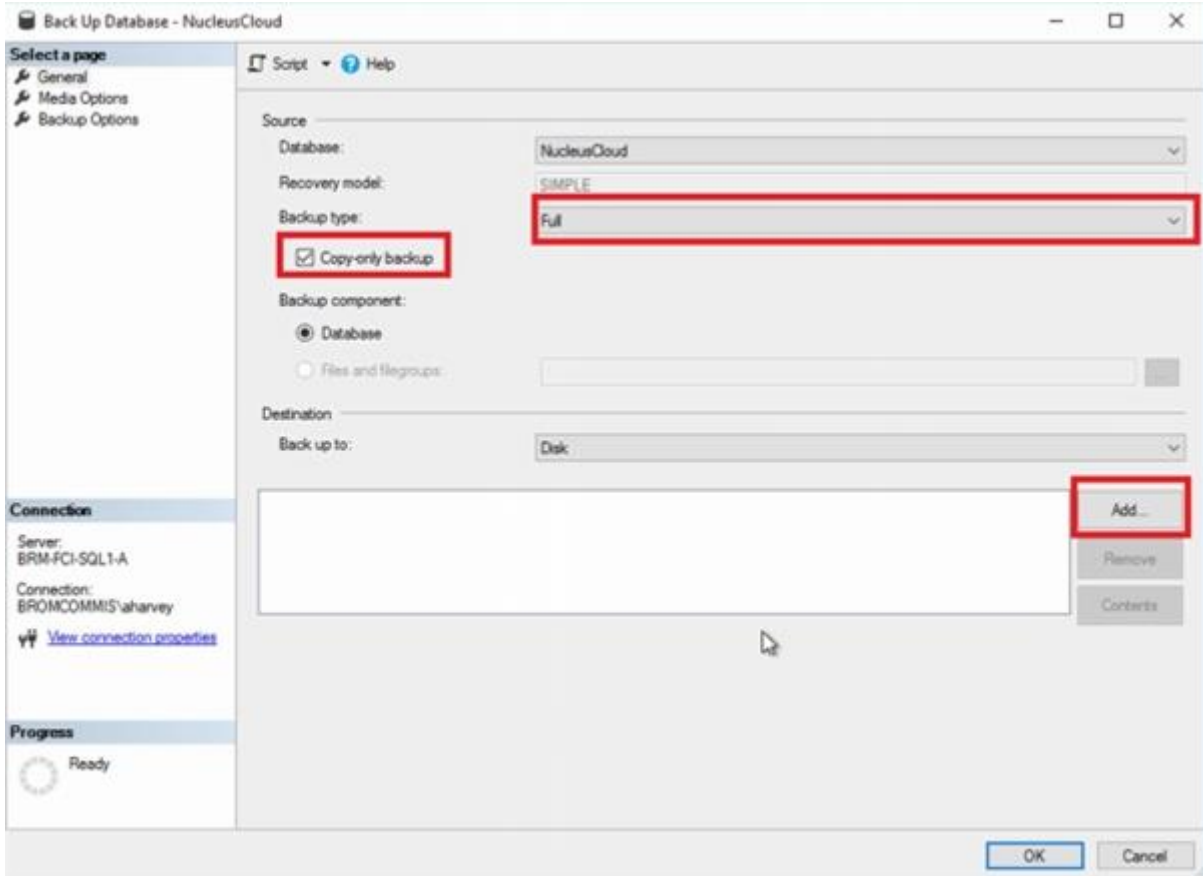 Back Up Database - NucleusCloud
Select a page
General
Media Options
Backup Options
Script Help
Source
Database: NucleusCloud
Recovery model: SIMPLE
Backup type: Full
Copy-only backup
Backup component:
Database
Files and filegroups: ...
Destination
Back up to: Disk
Add...
Remove
Contents
Connection
Server:
BRM-FCI-SQL1-A
Connection:
BROMCOMMIS\aharvey
View connection properties
Progress
Ready
OK Cancel